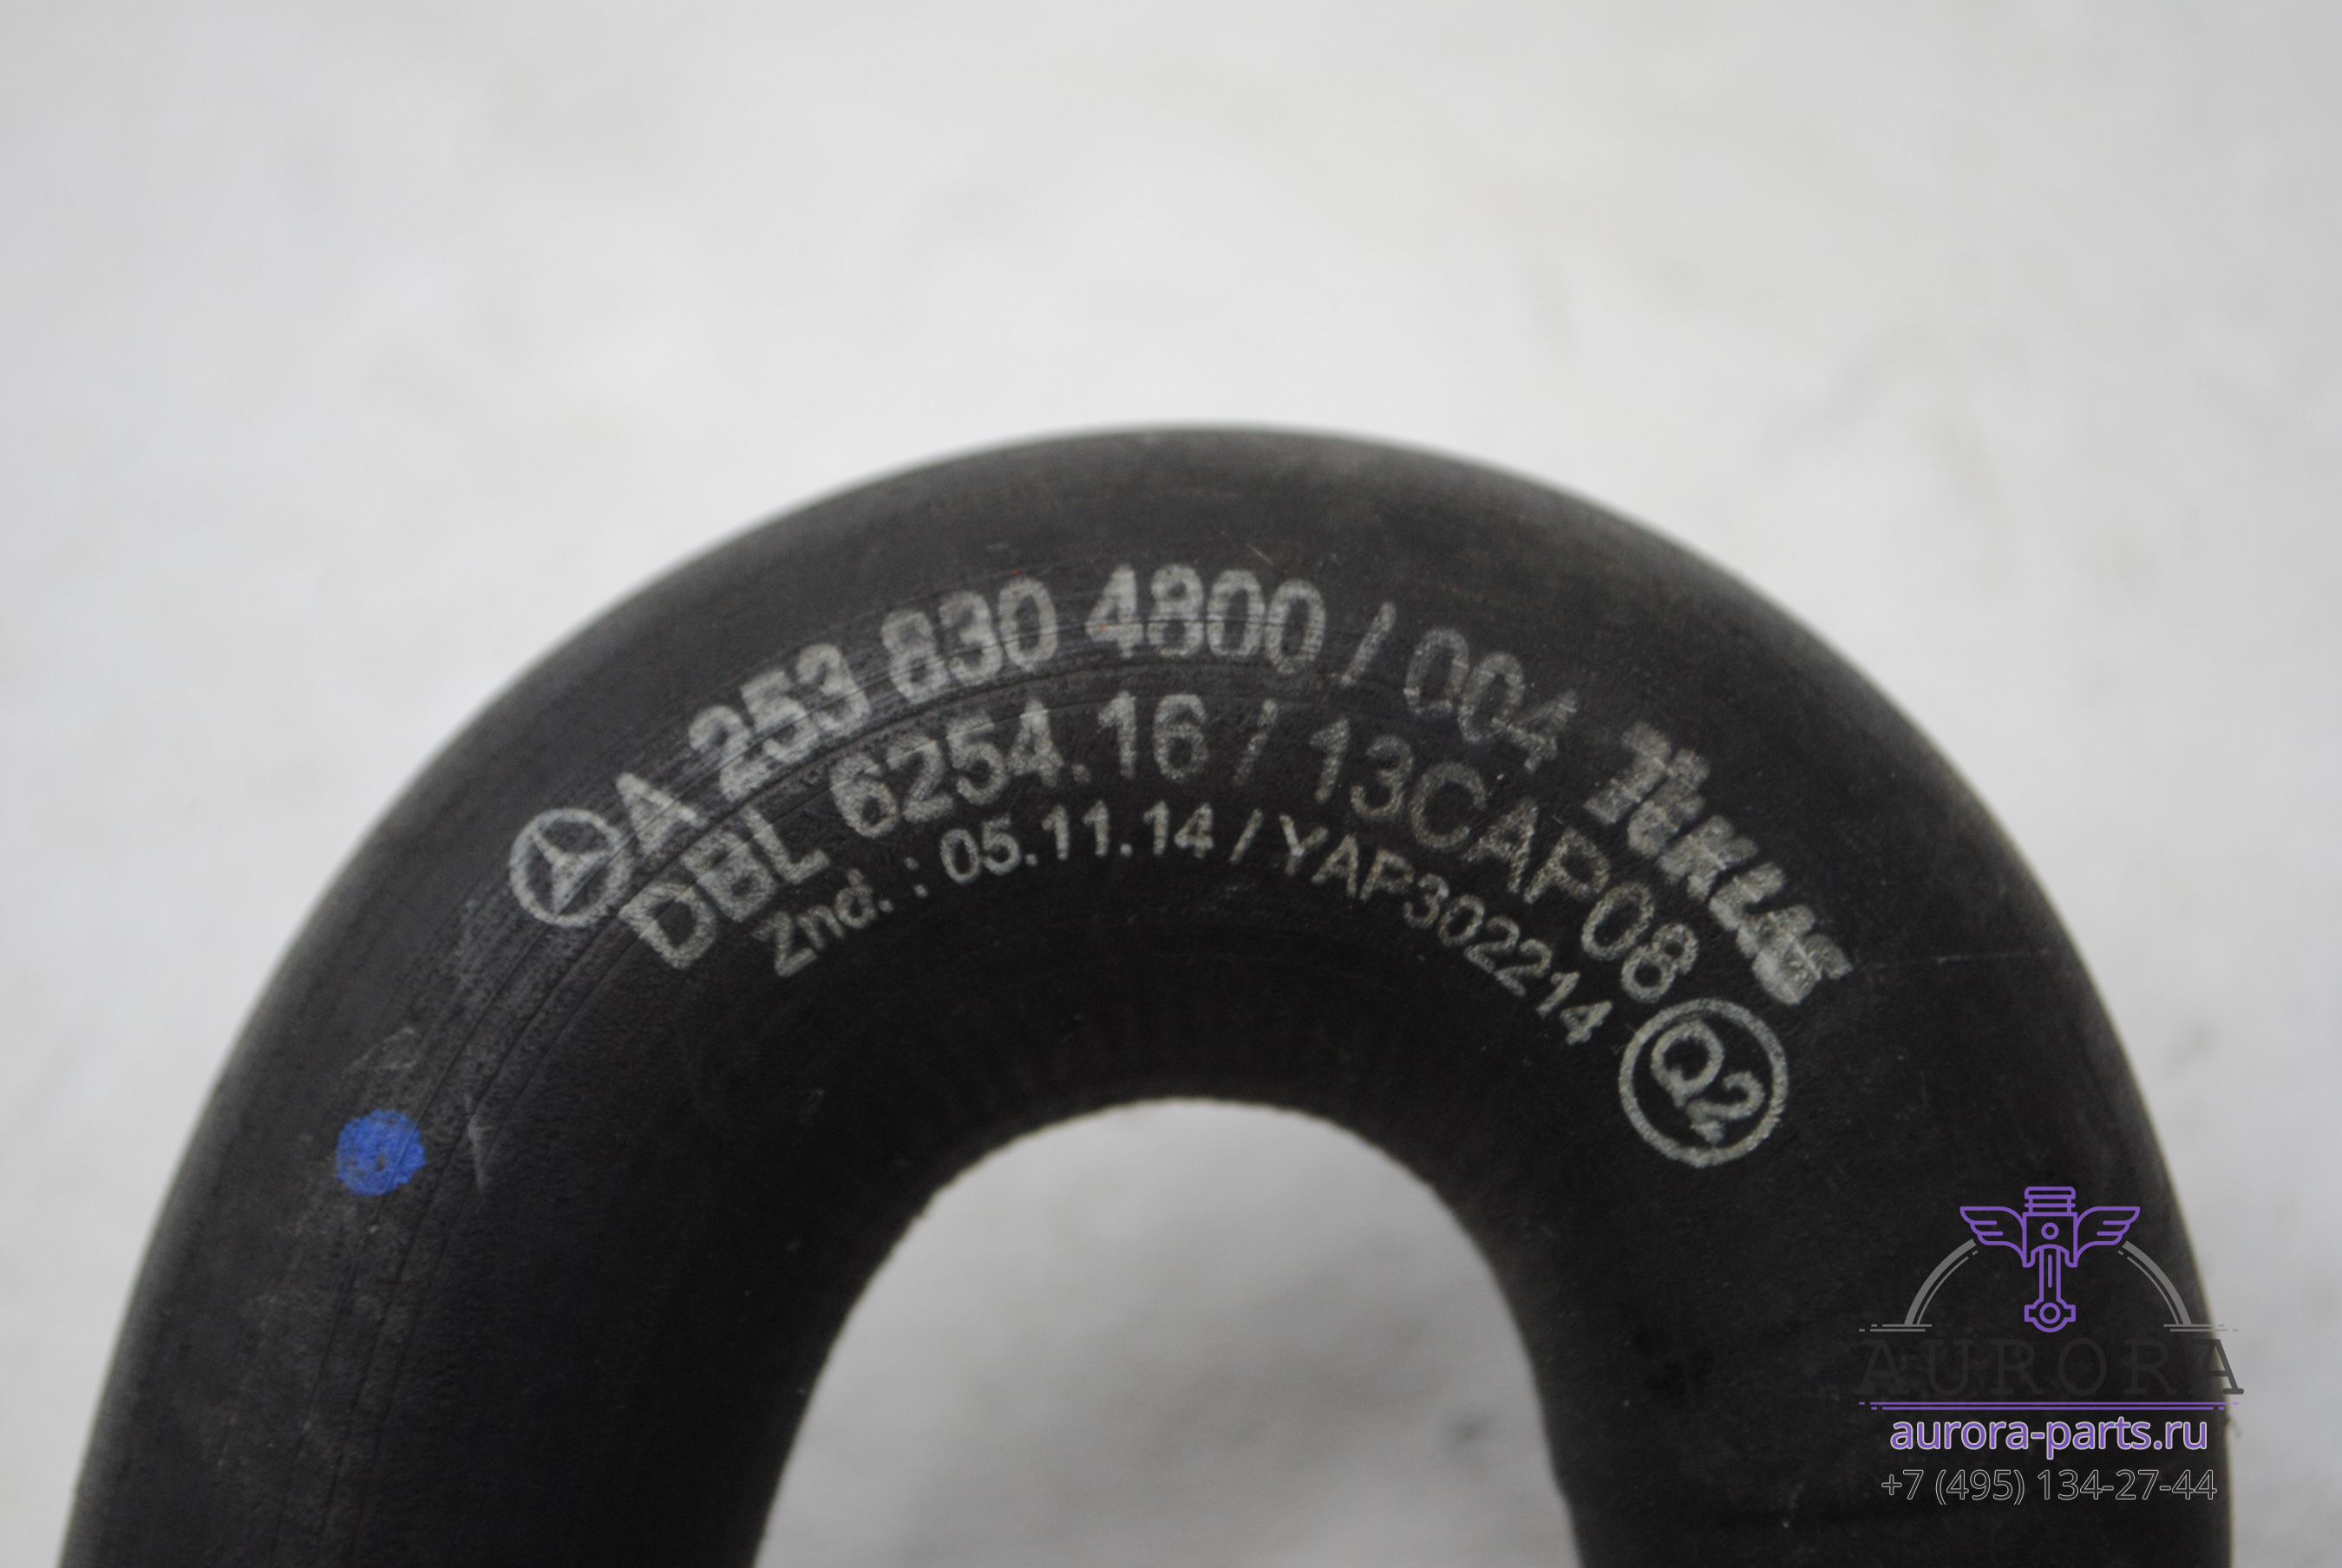 A 253 830 4800 / 004 TEKLAS
DBL 6254.16 / 13CAP08
Znd. : 05.11.14 / YAP302214
Q2
AURORA
aurora-parts.ru
+7 (495) 134-27-44